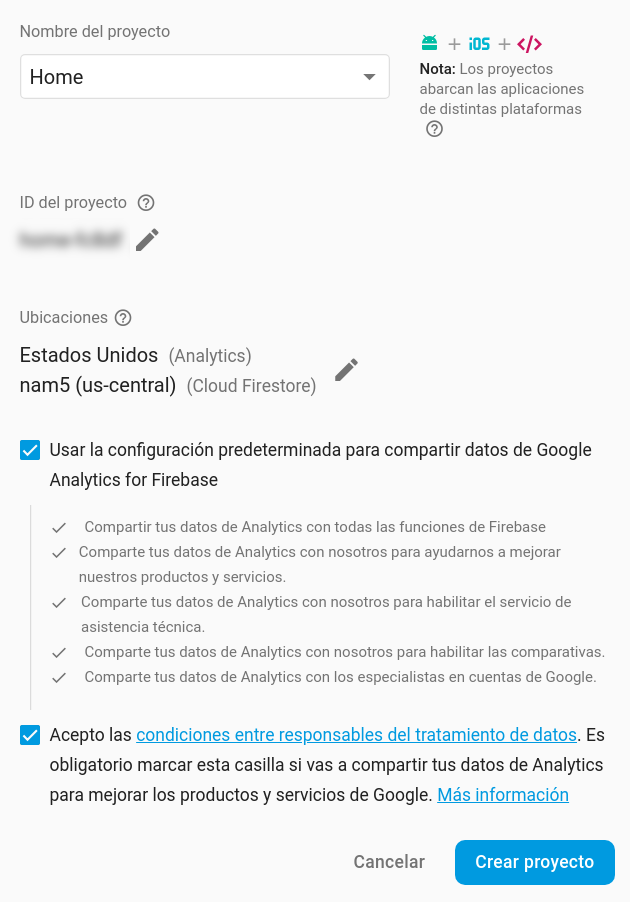 Nombre del proyecto
Home
+ iOS + </>
Nota: Los proyectos
abarcan las aplicaciones
de distintas plataformas
?
ID del proyecto ?
Ubicaciones ?
Estados Unidos (Analytics)
nam5 (us-central) (Cloud Firestore)
Usar la configuración predeterminada para compartir datos de Google
Analytics for Firebase
Compartir tus datos de Analytics con todas las funciones de Firebase
Comparte tus datos de Analytics con nosotros para ayudarnos a mejorar
nuestros productos y servicios.
Comparte tus datos de Analytics con nosotros para habilitar el servicio de
asistencia técnica.
Comparte tus datos de Analytics con nosotros para habilitar las comparativas.
Comparte tus datos de Analytics con los especialistas en cuentas de Google.
Acepto las condiciones entre responsables del tratamiento de datos. Es
obligatorio marcar esta casilla si vas a compartir tus datos de Analytics
para mejorar los productos y servicios de Google. Más información
Cancelar
Crear proyecto